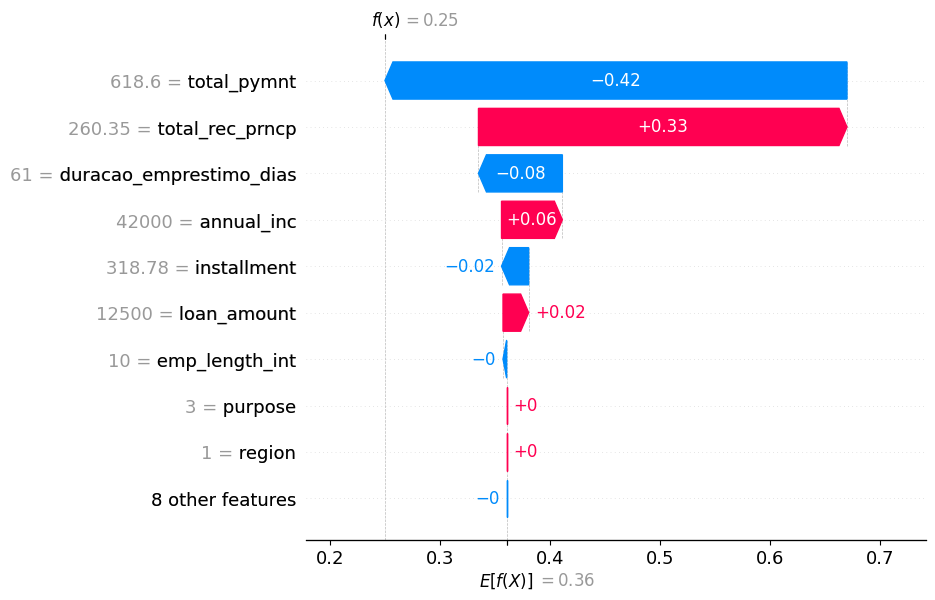 f(x) = 0.25
618.6 = total_pymnt −0.42
260.35 = total_rec_prncp +0.33
61 = duracao_emprestimo_dias −0.08
42000 = annual_inc +0.06
318.78 = installment −0.02
12500 = loan_amount +0.02
10 = emp_length_int −0
3 = purpose +0
1 = region +0
8 other features −0
0.2 0.3 0.4 0.5 0.6 0.7
E[f(X)] = 0.36